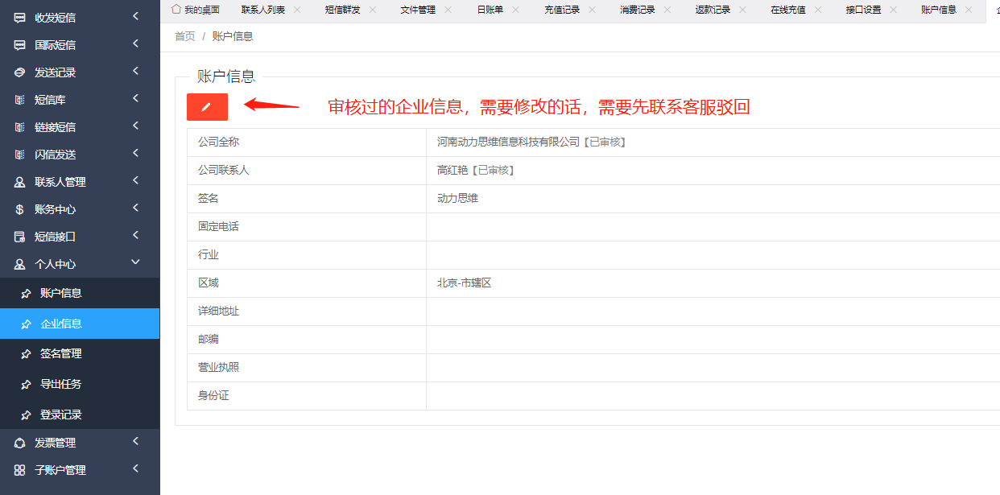 我的桌面 联系人列表 短信群发 文件管理 日账单 充值记录 消费记录 返款记录 在线充值 接口设置 账户信息
首页 / 账户信息
收发短信
国际短信
发送记录
短信库
链接短信
闪信发送
联系人管理
账务中心
短信接口
个人中心
账户信息
企业信息
签名管理
导出任务
登录记录
发票管理
子账户管理
账户信息
审核过的企业信息，需要修改的话，需要先联系客服驳回
公司全称 河南动力思维信息科技有限公司【已审核】
公司联系人 高红艳【已审核】
签名 动力思维
固定电话
行业
区域 北京-市辖区
详细地址
邮编
营业执照
身份证